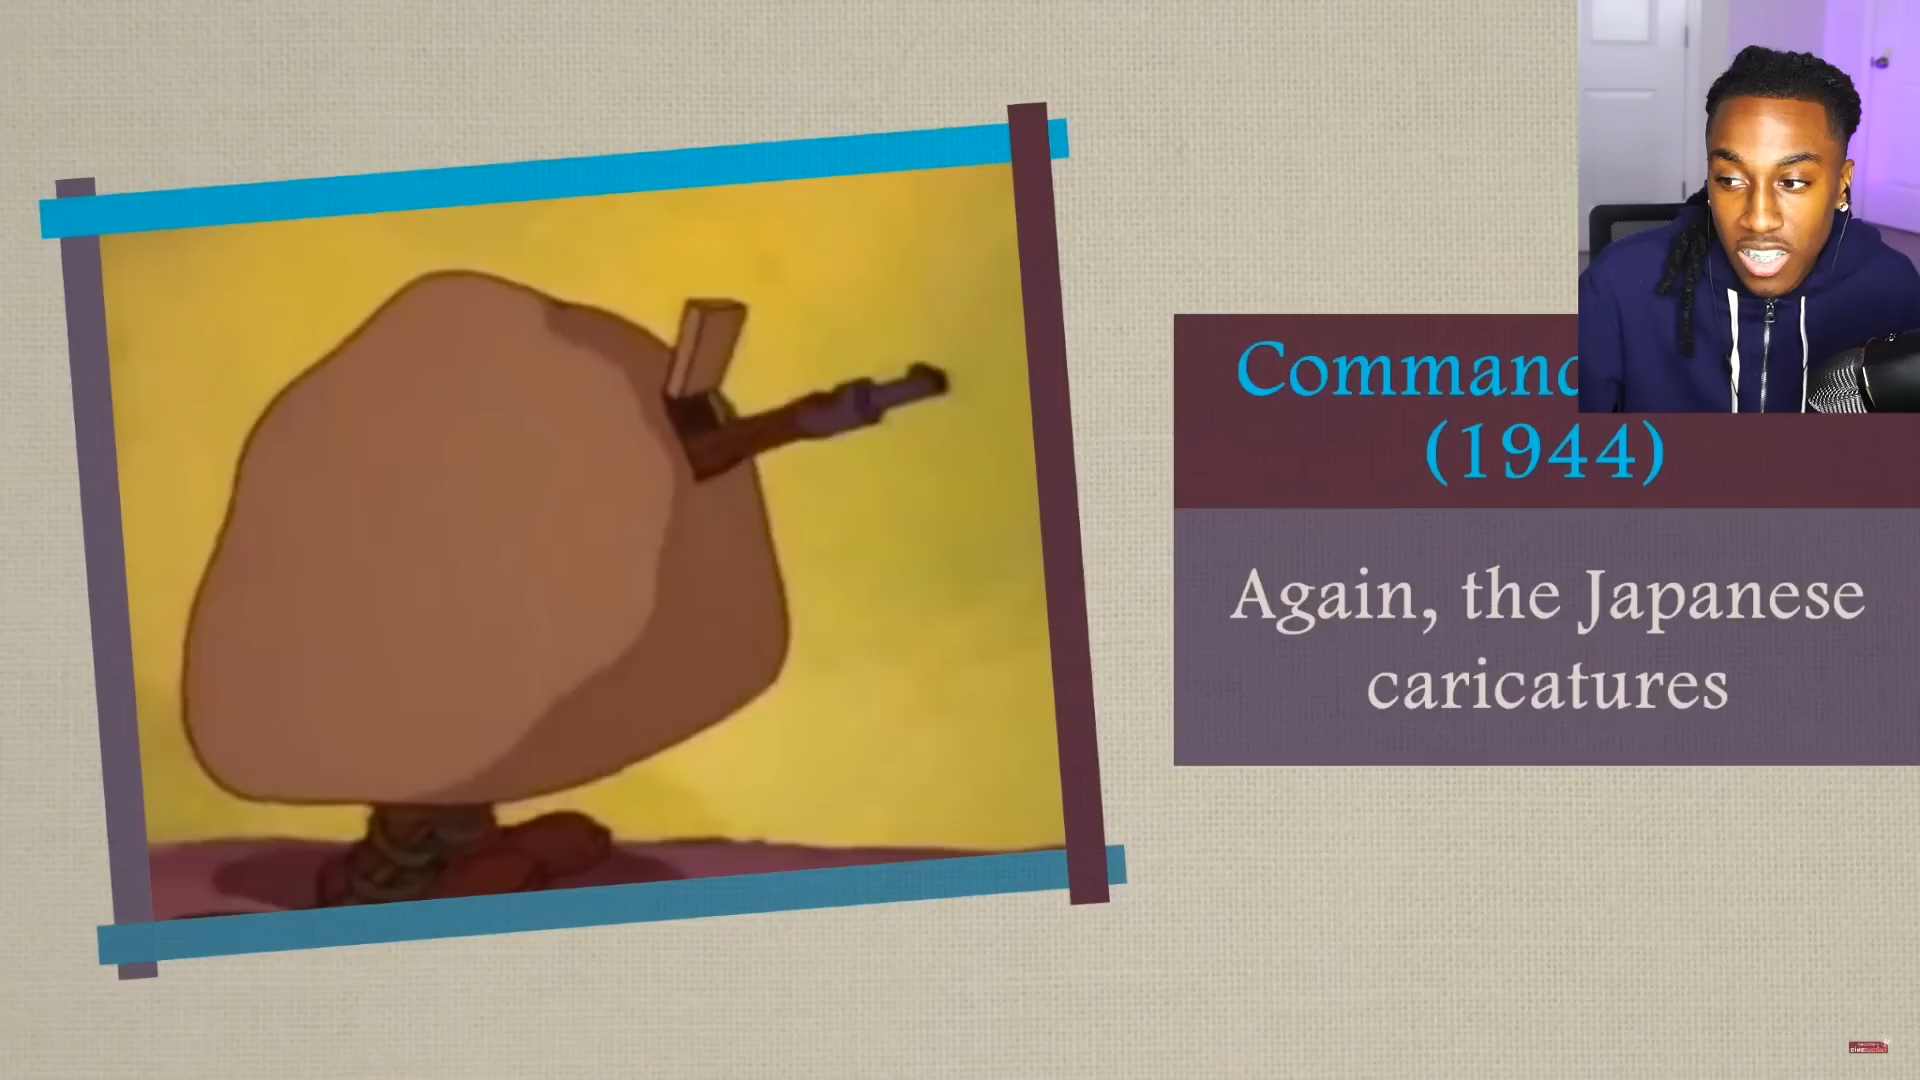 Command
(1944)
Again, the Japanese
caricatures